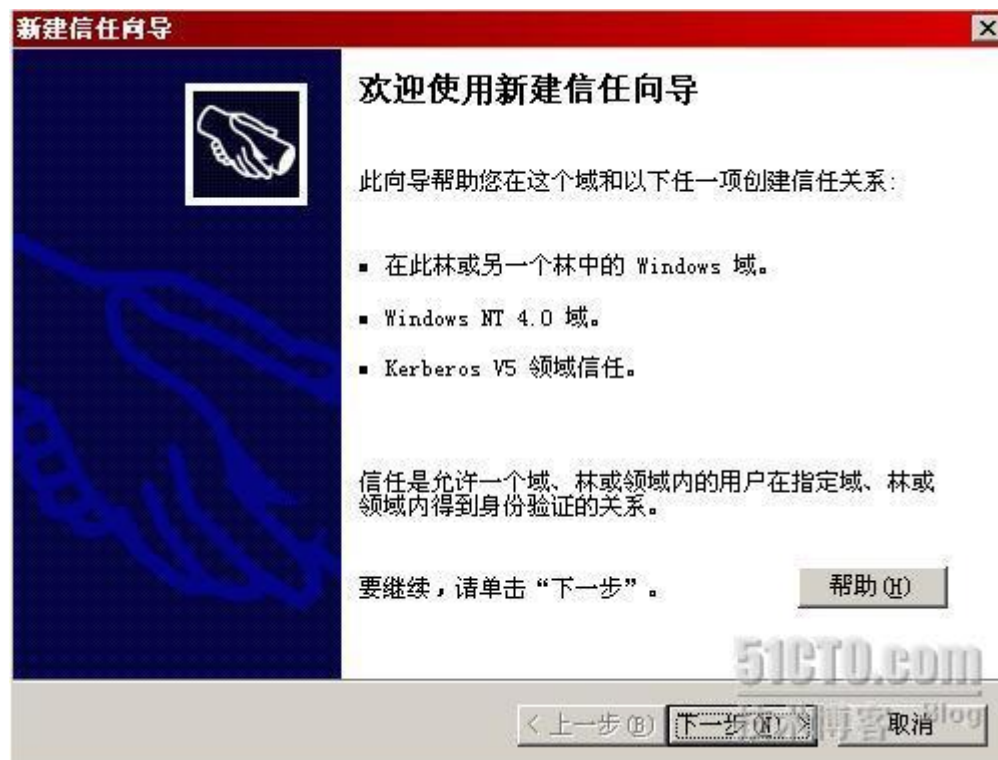 新建信任向导
欢迎使用新建信任向导
此向导帮助您在这个域和以下任一项创建信任关系:
▪ 在此林或另一个林中的 Windows 域。
▪ Windows NT 4.0 域。
▪ Kerberos V5 领域信任。
信任是允许一个域、林或领域内的用户在指定域、林或
领域内得到身份验证的关系。
要继续，请单击“下一步”。
帮助(H)
51CTO.com
< 上一步(B) 下一步(N) > 取消
技术博客 Blog